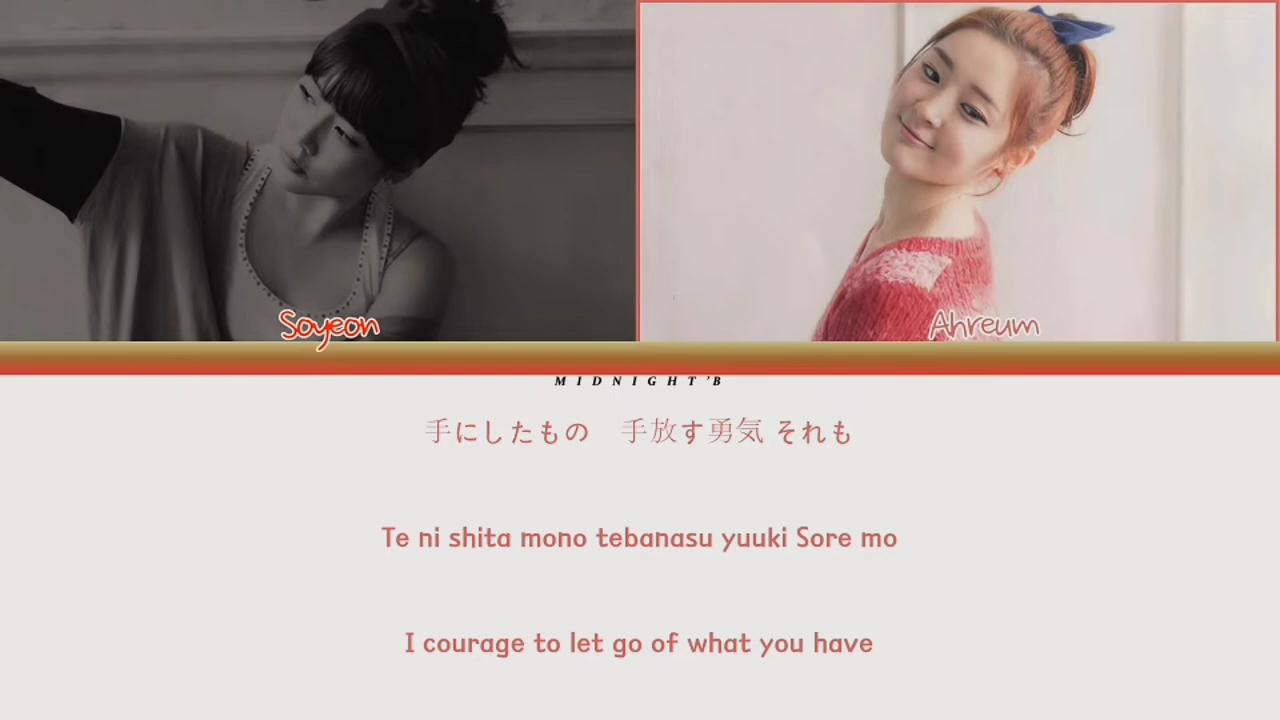 Soyeon
Ahreum
MIDNIGHT'B
手にしたもの　手放す勇気 それも
Te ni shita mono tebanasu yuuki Sore mo
I courage to let go of what you have